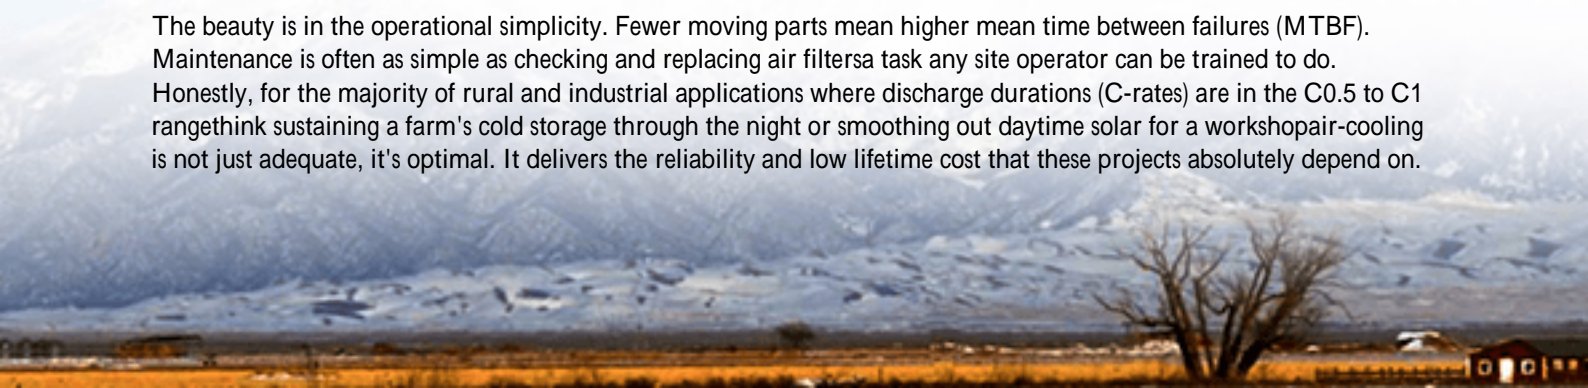 The beauty is in the operational simplicity. Fewer moving parts mean higher mean time between failures (MTBF).
Maintenance is often as simple as checking and replacing air filtersa task any site operator can be trained to do.
Honestly, for the majority of rural and industrial applications where discharge durations (C-rates) are in the C0.5 to C1
rangethink sustaining a farm's cold storage through the night or smoothing out daytime solar for a workshopair-cooling
is not just adequate, it's optimal. It delivers the reliability and low lifetime cost that these projects absolutely depend on.